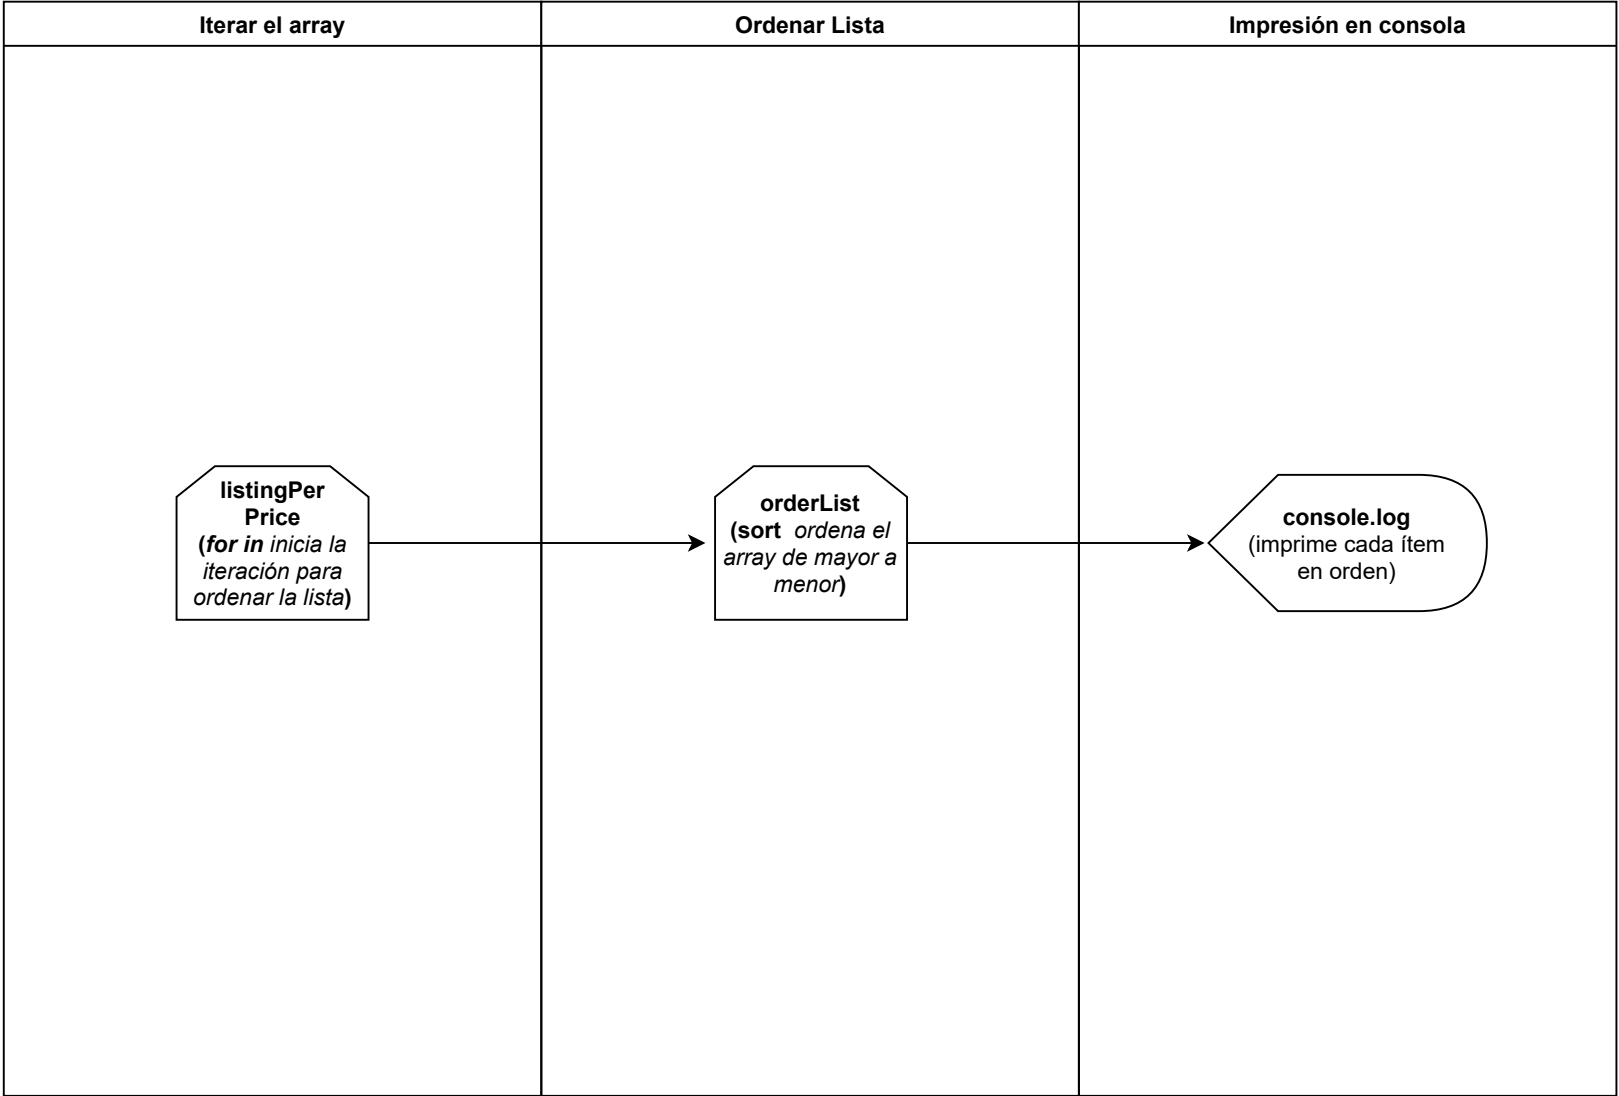 Iterar el array
Ordenar Lista
Impresión en consola
listingPer
Price
(for in inicia la
iteración para
ordenar la lista)
orderList
(sort  ordena el
array de mayor a
menor)
console.log
(imprime cada ítem
en orden)